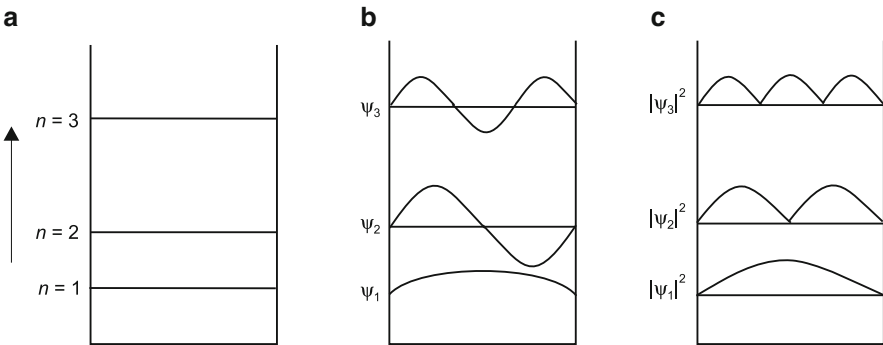 a
n = 3
n = 2
n = 1
b
ψ₃
ψ₂
ψ₁
c
|ψ₃|²
|ψ₂|²
|ψ₁|²